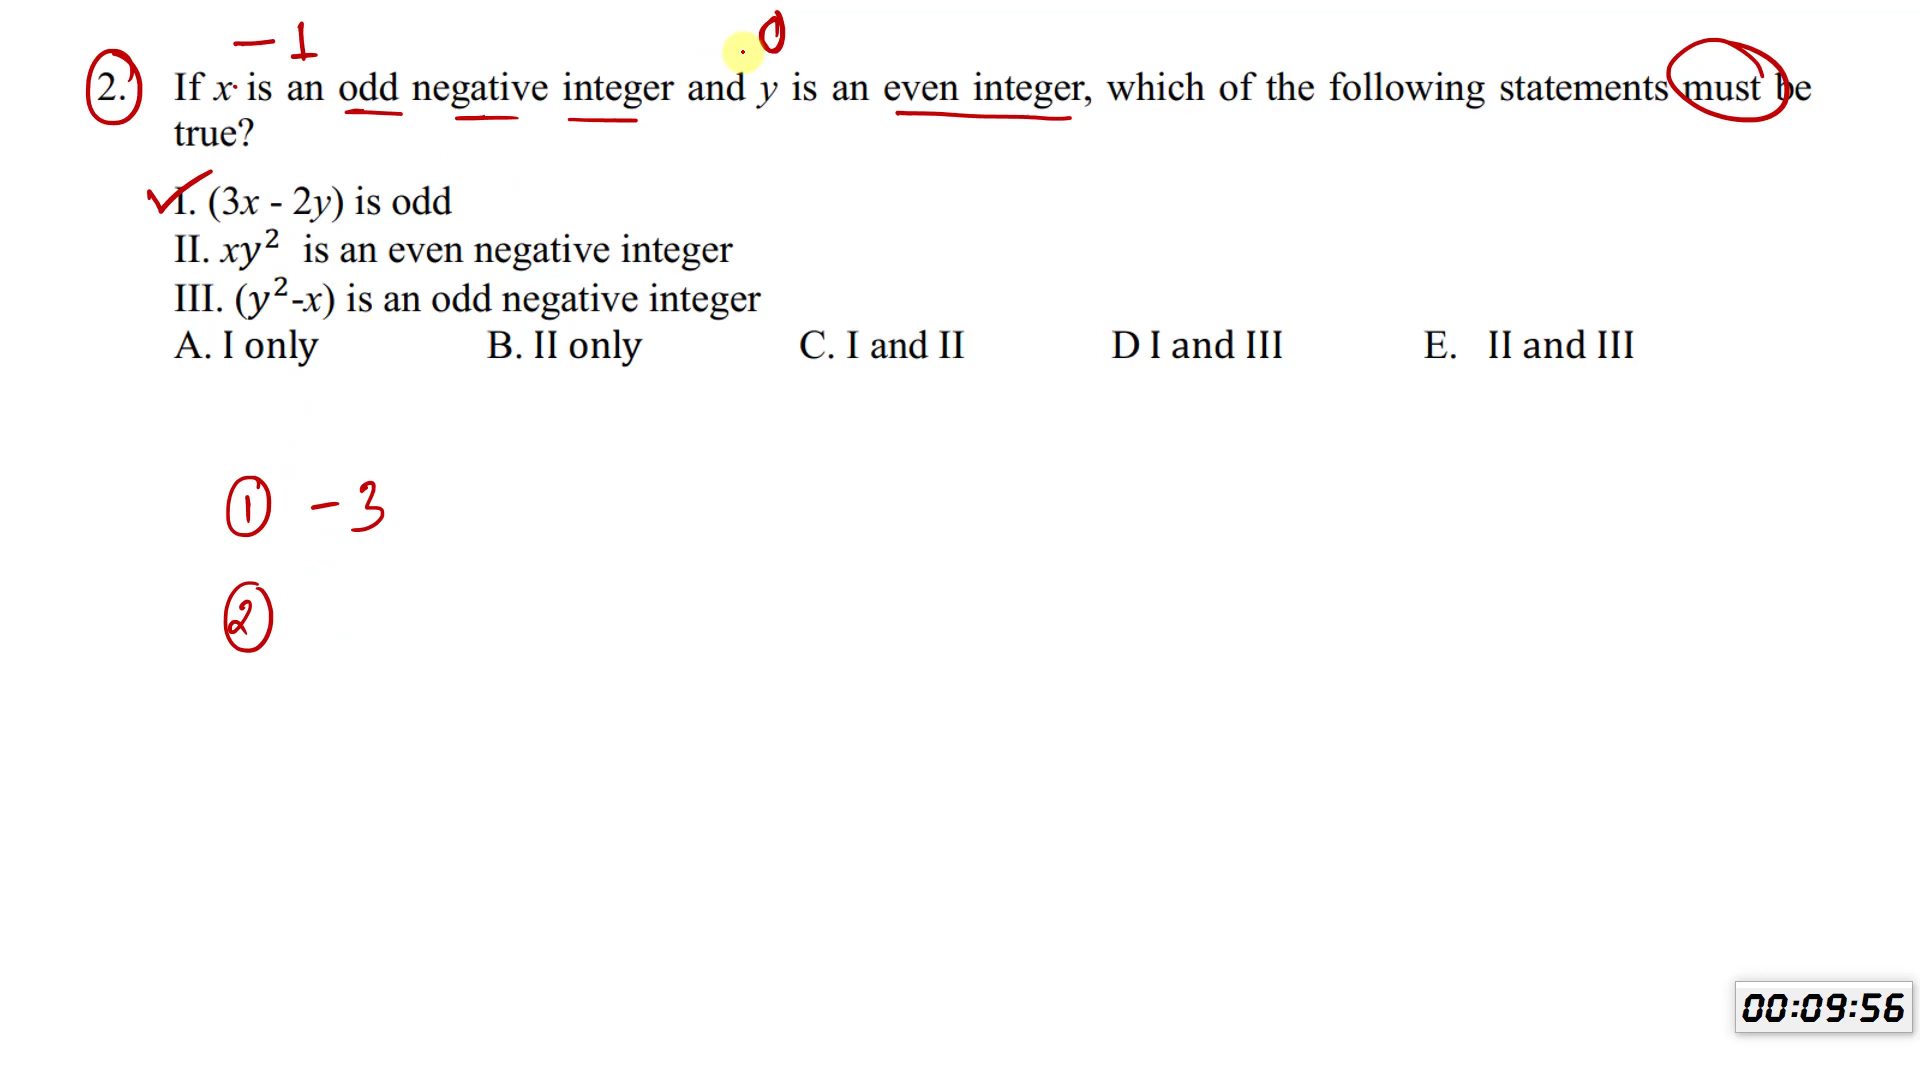 - 1 0
2. If x is an odd negative integer and y is an even integer, which of the following statements must be
true?
I. (3x - 2y) is odd
II. xy² is an even negative integer
III. (y²-x) is an odd negative integer
A. I only B. II only C. I and II D I and III E. II and III
1 - 3
2
00:09:56